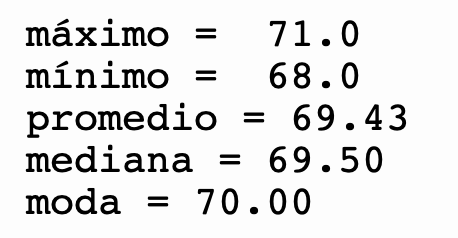 máximo =  71.0
mínimo =  68.0
promedio = 69.43
mediana = 69.50
moda = 70.00